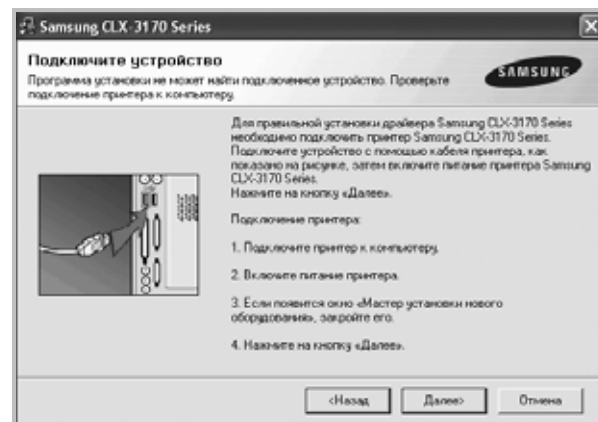 Samsung CLX-3170 Series
Подключите устройство
Программа установки не может найти подключенное устройство. Проверьте
подключение принтера к компьютеру.
SAMSUNG
Для правильной установки драйвера Samsung CLX-3170 Series
необходимо подключить принтер Samsung CLX-3170 Series.
Подключите устройство с помощью кабеля принтера, как
показано на рисунке, затем включите питание принтера Samsung
CLX-3170 Series.
Нажмите на кнопку «Далее».
Подключение принтера:
1. Подключите принтер к компьютеру.
2. Включите питание принтера.
3. Если появится окно «Мастер установки нового
оборудования», закройте его.
4. Нажмите на кнопку «Далее».
<Назад
Далее>
Отмена